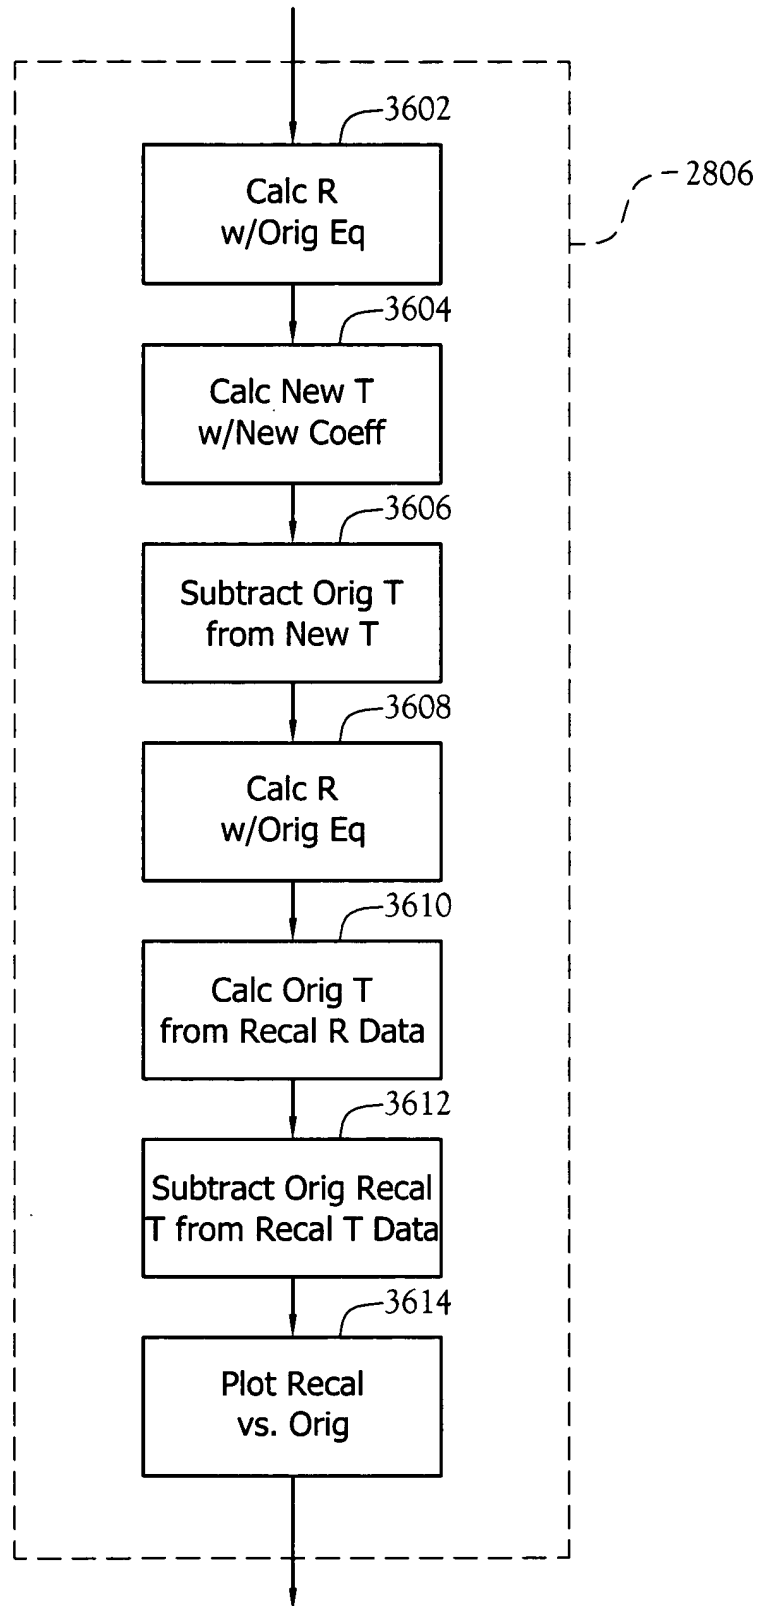 3602
Calc R
w/Orig Eq
2806
3604
Calc New T
w/New Coeff
3606
Subtract Orig T
from New T
3608
Calc R
w/Orig Eq
3610
Calc Orig T
from Recal R Data
3612
Subtract Orig Recal
T from Recal T Data
3614
Plot Recal
vs. Orig